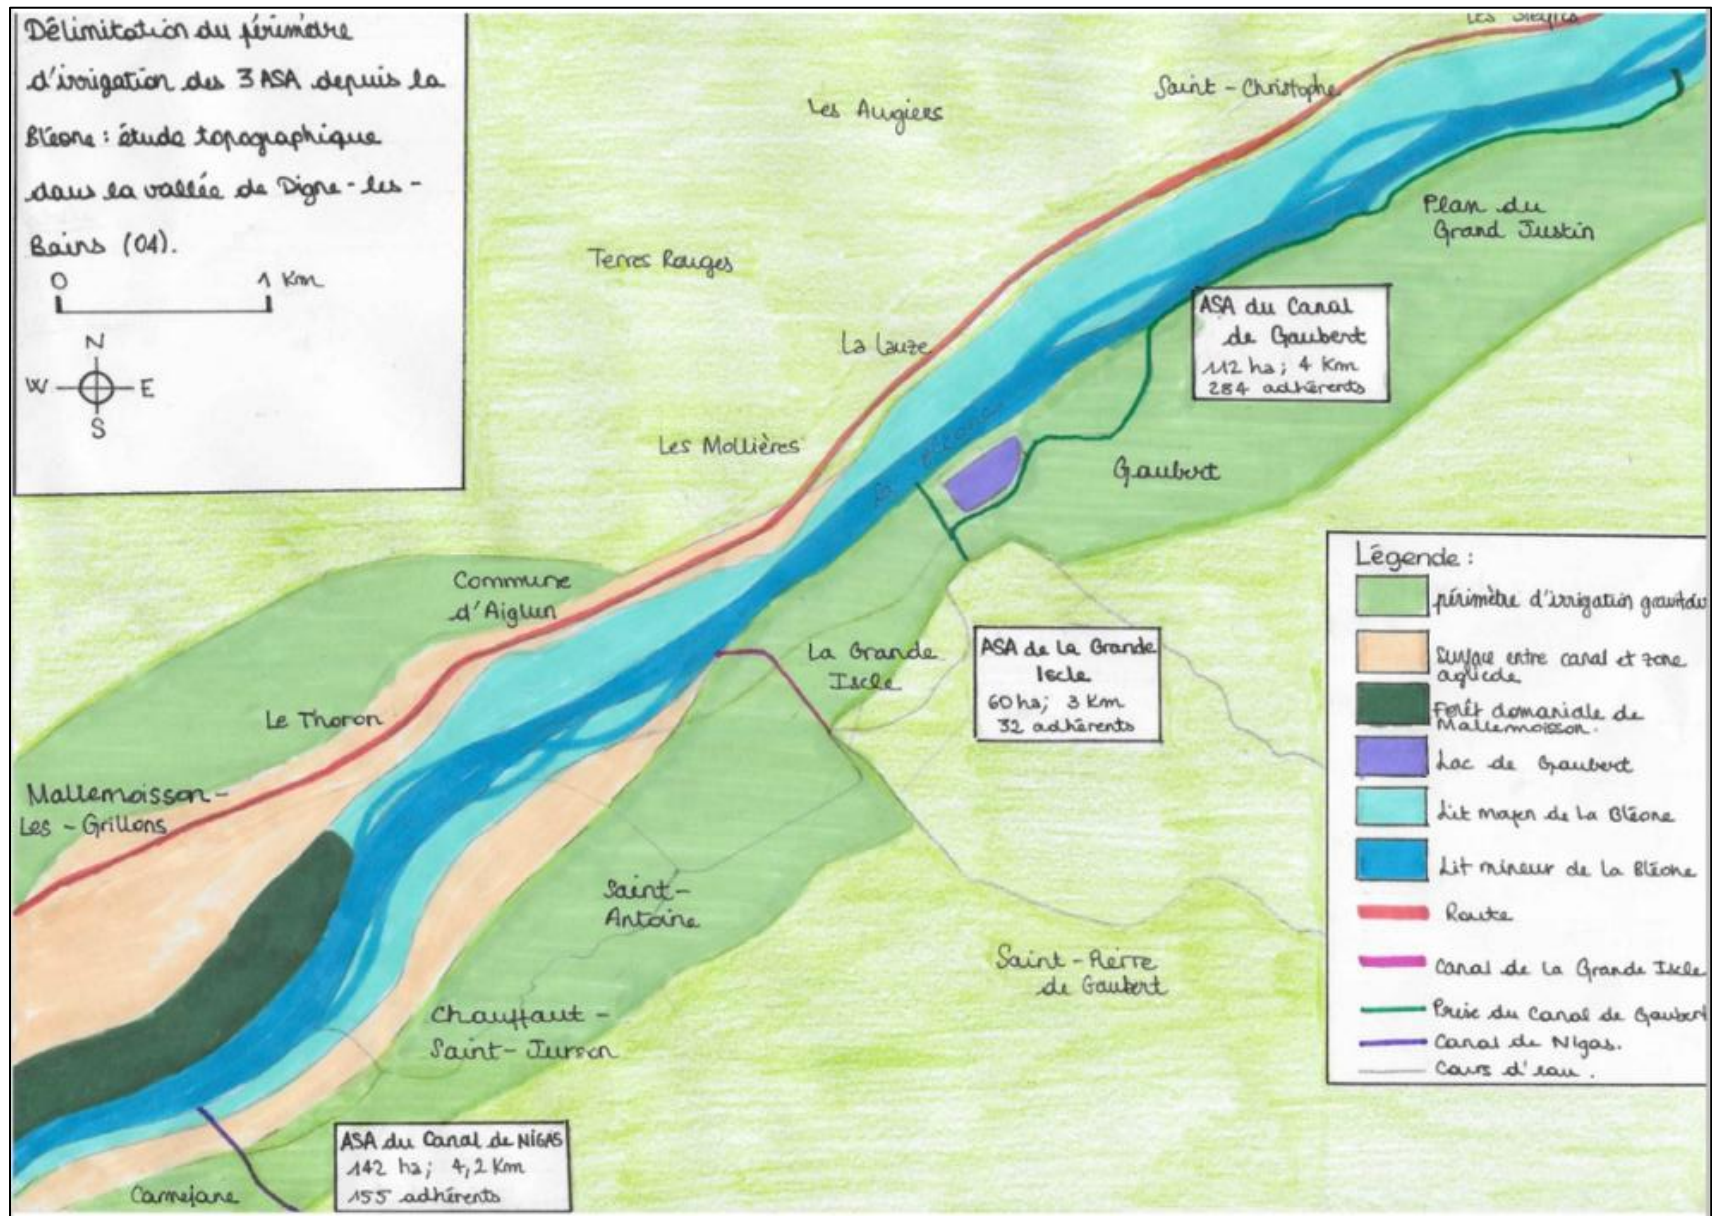 Délimitation du périmètre
d'irrigation des 3 ASA depuis la
Bléone : étude topographique
dans la vallée de Digne-les-
Bains (04).
0 1 Km
N
W E
S
Les Augiers
Saint-Christophe
Terres Rouges
La Lauze
Les Mollières
Plan du
Grand Justin
ASA du Canal
de Gaubert
112 ha; 4 Km
284 adhérents
La Bléone
Gaubert
Commune
d'Aiglun
Le Thoron
Mallemoisson-
Les-Grillons
La Grande
Iscle
ASA de La Grande
Iscle
60 ha; 3 Km
32 adhérents
Saint-
Antoine
Saint-Pierre
de Gaubert
Chauffaut-
Saint-Jurson
ASA du Canal de NIGAS
142 ha; 4,2 Km
155 adhérents
Camejane
Légende :
périmètre d'irrigation
Surface entre canal et zone
agricole
Forêt domaniale de
Mallemoisson.
Lac de Gaubert
Lit moyen de la Bléone
Lit mineur de la Bléone
Route
Canal de la Grande Iscle
Prise du Canal de Gaubert
Canal de Nigas.
Cours d'eau.